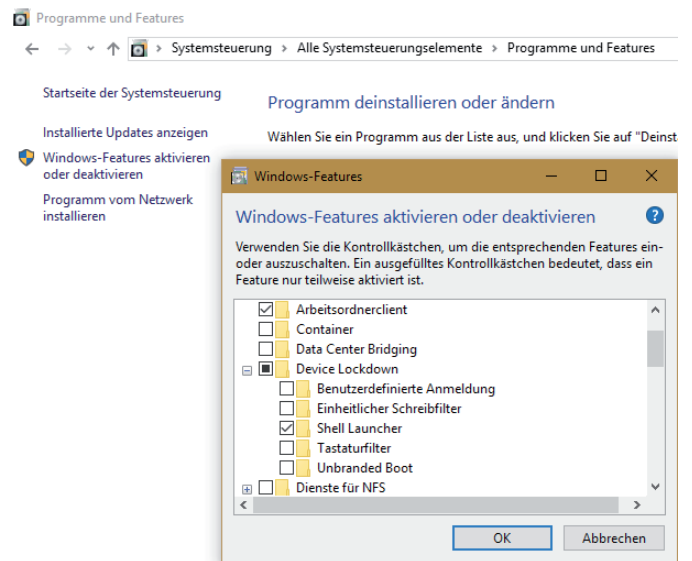 Programme und Features
Systemsteuerung > Alle Systemsteuerungselemente > Programme und Features
Startseite der Systemsteuerung
Installierte Updates anzeigen
Windows-Features aktivieren
oder deaktivieren
Programm vom Netzwerk
installieren
Programm deinstallieren oder ändern
Wählen Sie ein Programm aus der Liste aus, und klicken Sie auf "Deinst
Windows-Features
Windows-Features aktivieren oder deaktivieren
?
Verwenden Sie die Kontrollkästchen, um die entsprechenden Features ein-
oder auszuschalten. Ein ausgefülltes Kontrollkästchen bedeutet, dass ein
Feature nur teilweise aktiviert ist.
Arbeitsordnerclient
Container
Data Center Bridging
Device Lockdown
Benutzerdefinierte Anmeldung
Einheitlicher Schreibfilter
Shell Launcher
Tastaturfilter
Unbranded Boot
Dienste für NFS
OK
Abbrechen